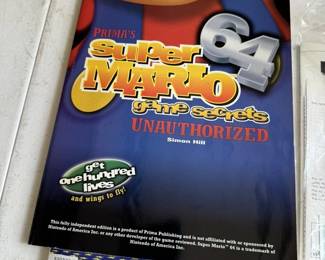 PRIMA'S
super
MARIO
64
game secrets
UNAUTHORIZED
Simon Hill
get
one hundred
lives
and wings to fly!
This fully independent edition is a product of Prima Publishing and is not affiliated with or sponsored by
Nintendo of America Inc. or any other developer of the game reviewed. Super Mario™ 64 is a trademark of
Nintendo of America Inc.